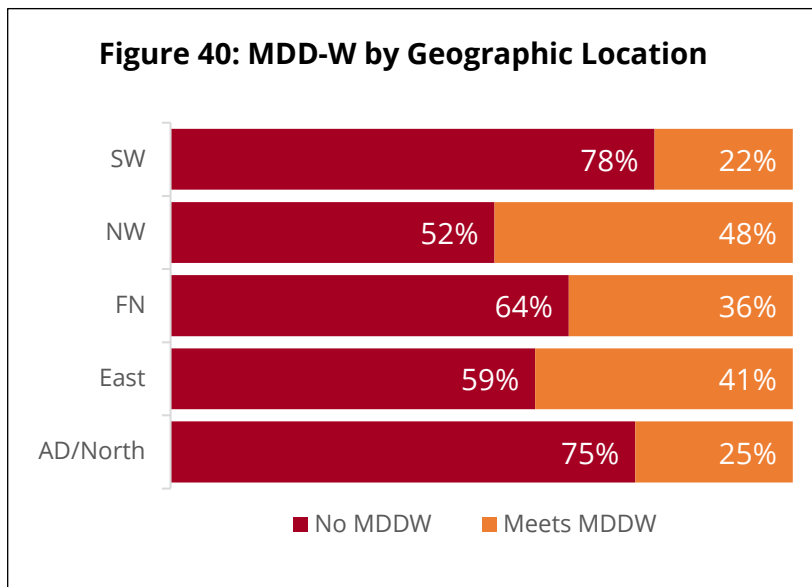 Figure 40: MDD-W by Geographic Location
SW 78% 22%
NW 52% 48%
FN 64% 36%
East 59% 41%
AD/North 75% 25%
No MDDW Meets MDDW